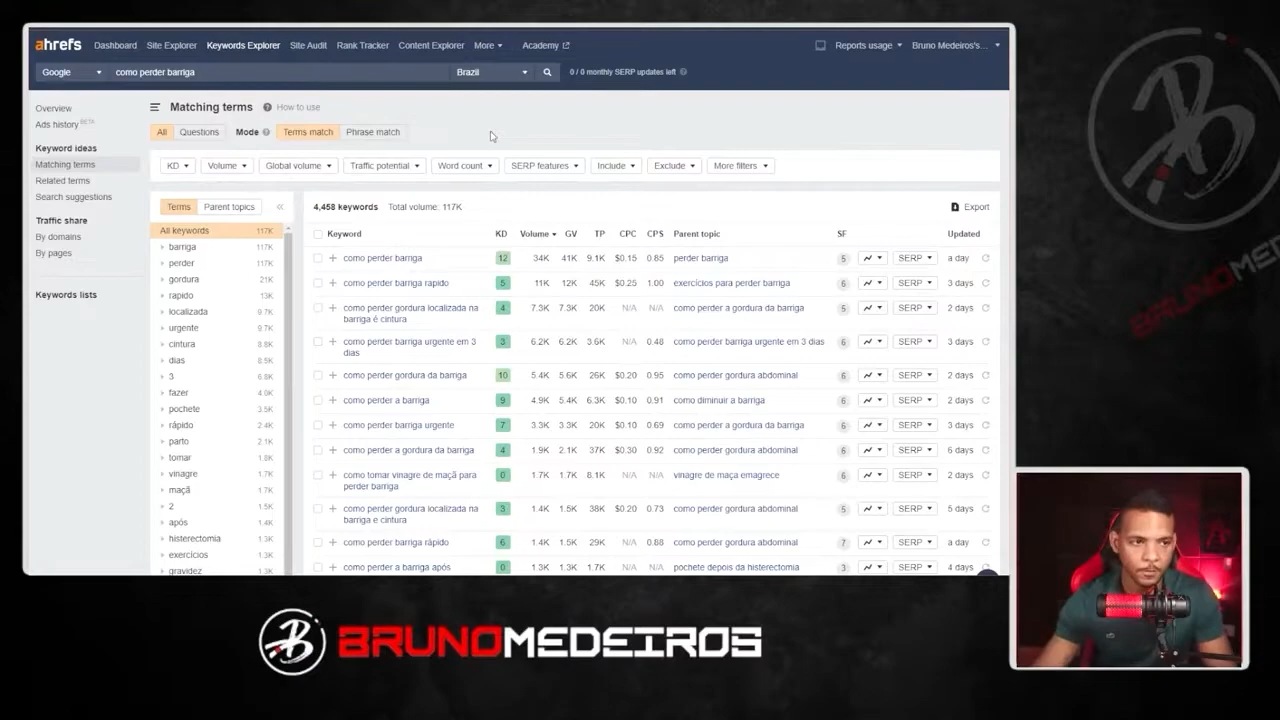 ahrefs Dashboard Site Explorer Keywords Explorer Site Audit Rank Tracker Content Explorer More Academy Reports usage Bruno Medeiros's...
Google como perder barriga Brazil 0 / 0 monthly SERP updates left
Overview
Ads history BETA
Keyword ideas
Matching terms
Related terms
Search suggestions
Traffic share
By domains
By pages
Keywords lists
Matching terms How to use
All Questions Mode Terms match Phrase match
KD Volume Global volume Traffic potential Word count SERP features Include Exclude More filters
Terms Parent topics
All keywords 117K
barriga 117K
perder 117K
gordura 21K
rapido 13K
localizada 9.7K
urgente 9.7K
cintura 8.8K
dias 8.5K
3 6.8K
fazer 4.0K
pochete 3.5K
rápido 2.4K
parto 2.1K
tomar 1.8K
vinagre 1.7K
maçã 1.7K
2 1.5K
após 1.4K
histerectomia 1.3K
exercícios 1.3K
gravidez 1.3K
4,458 keywords Total volume: 117K Export
Keyword KD Volume GV TP CPC CPS Parent topic SF Updated
como perder barriga 12 34K 41K 9.1K $0.15 0.85 perder barriga 5 SERP a day
como perder barriga rapido 5 11K 12K 45K $0.25 1.00 exercícios para perder barriga 5 SERP 3 days
como perder gordura localizada na 4 7.3K 7.3K 20K N/A N/A como perder a gordura da barriga 5 SERP 2 days
barriga é cintura
como perder barriga urgente em 3 3 6.2K 6.2K 3.6K N/A 0.48 como perder barriga urgente em 3 dias 6 SERP 3 days
dias
como perder gordura da barriga 10 5.4K 5.6K 26K $0.20 0.95 como perder gordura abdominal 6 SERP 2 days
como perder a barriga 9 4.9K 5.4K 6.3K $0.10 0.91 como diminuir a barriga 6 SERP 2 days
como perder barriga urgente 7 3.3K 3.3K 20K $0.10 0.69 como perder a gordura da barriga 6 SERP 3 days
como perder a gordura da barriga 4 1.9K 2.1K 37K $0.30 0.92 como perder gordura abdominal 6 SERP 6 days
como tomar vinagre de maçã para 0 1.7K 1.7K 8.1K N/A N/A vinagre de maça emagrece 6 SERP 2 days
perder barriga
como perder gordura localizada na 3 1.4K 1.5K 38K $0.20 0.73 como perder gordura abdominal 5 SERP 5 days
barriga e cintura
como perder barriga rápido 6 1.4K 1.5K 29K N/A 0.88 como perder gordura abdominal 7 SERP a day
como perder a barriga após 0 1.3K 1.3K 1.7K N/A N/A pochete depois da histerectomia 3 SERP 4 days
B BRUNOMEDEIROS